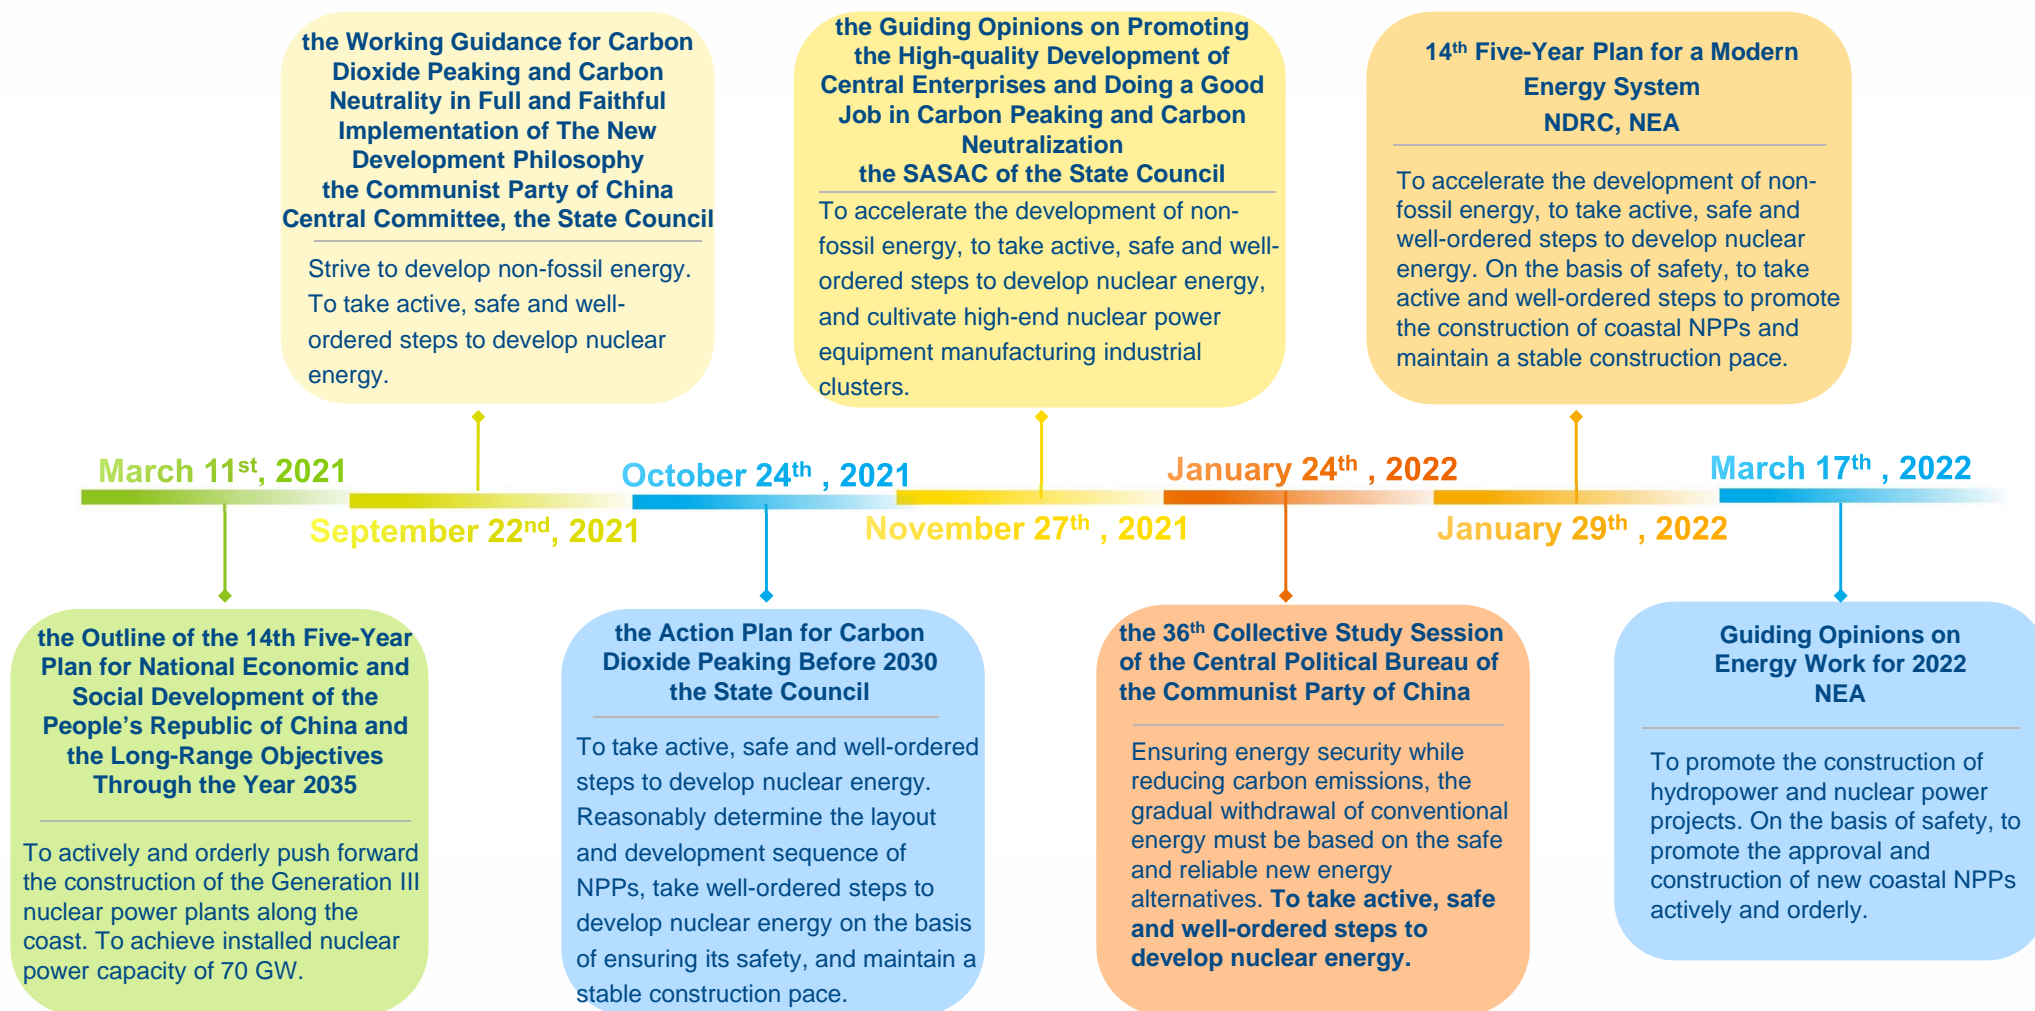 the Working Guidance for Carbon
Dioxide Peaking and Carbon
Neutrality in Full and Faithful
Implementation of The New
Development Philosophy
the Communist Party of China
Central Committee, the State Council
Strive to develop non-fossil energy.
To take active, safe and well-
ordered steps to develop nuclear
energy.
the Guiding Opinions on Promoting
the High-quality Development of
Central Enterprises and Doing a Good
Job in Carbon Peaking and Carbon
Neutralization
the SASAC of the State Council
To accelerate the development of non-
fossil energy, to take active, safe and well-
ordered steps to develop nuclear energy,
and cultivate high-end nuclear power
equipment manufacturing industrial
clusters.
14th Five-Year Plan for a Modern
Energy System
NDRC, NEA
To accelerate the development of non-
fossil energy, to take active, safe and
well-ordered steps to develop nuclear
energy. On the basis of safety, to take
active and well-ordered steps to promote
the construction of coastal NPPs and
maintain a stable construction pace.
March 11st, 2021
September 22nd, 2021
October 24th , 2021
November 27th , 2021
January 24th , 2022
January 29th , 2022
March 17th , 2022
the Outline of the 14th Five-Year
Plan for National Economic and
Social Development of the
People’s Republic of China and
the Long-Range Objectives
Through the Year 2035
To actively and orderly push forward
the construction of the Generation III
nuclear power plants along the
coast. To achieve installed nuclear
power capacity of 70 GW.
the Action Plan for Carbon
Dioxide Peaking Before 2030
the State Council
To take active, safe and well-ordered
steps to develop nuclear energy.
Reasonably determine the layout
and development sequence of
NPPs, take well-ordered steps to
develop nuclear energy on the basis
of ensuring its safety, and maintain a
stable construction pace.
the 36th Collective Study Session
of the Central Political Bureau of
the Communist Party of China
Ensuring energy security while
reducing carbon emissions, the
gradual withdrawal of conventional
energy must be based on the safe
and reliable new energy
alternatives. To take active, safe
and well-ordered steps to
develop nuclear energy.
Guiding Opinions on
Energy Work for 2022
NEA
To promote the construction of
hydropower and nuclear power
projects. On the basis of safety, to
promote the approval and
construction of new coastal NPPs
actively and orderly.